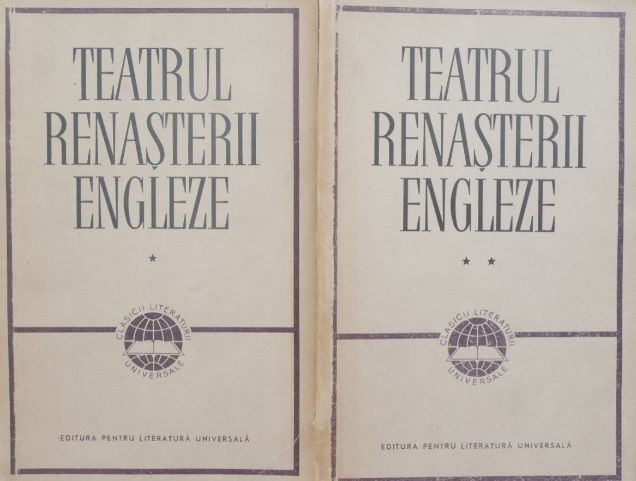 TEATRUL
RENAȘTERII
ENGLEZE
★
CLASICII LITERATURII
UNIVERSALE
EDITURA PENTRU LITERATURĂ UNIVERSALĂ
TEATRUL
RENAȘTERII
ENGLEZE
★ ★
CLASICII LITERATURII
UNIVERSALE
EDITURA PENTRU LITERATURĂ UNIVERSALĂ